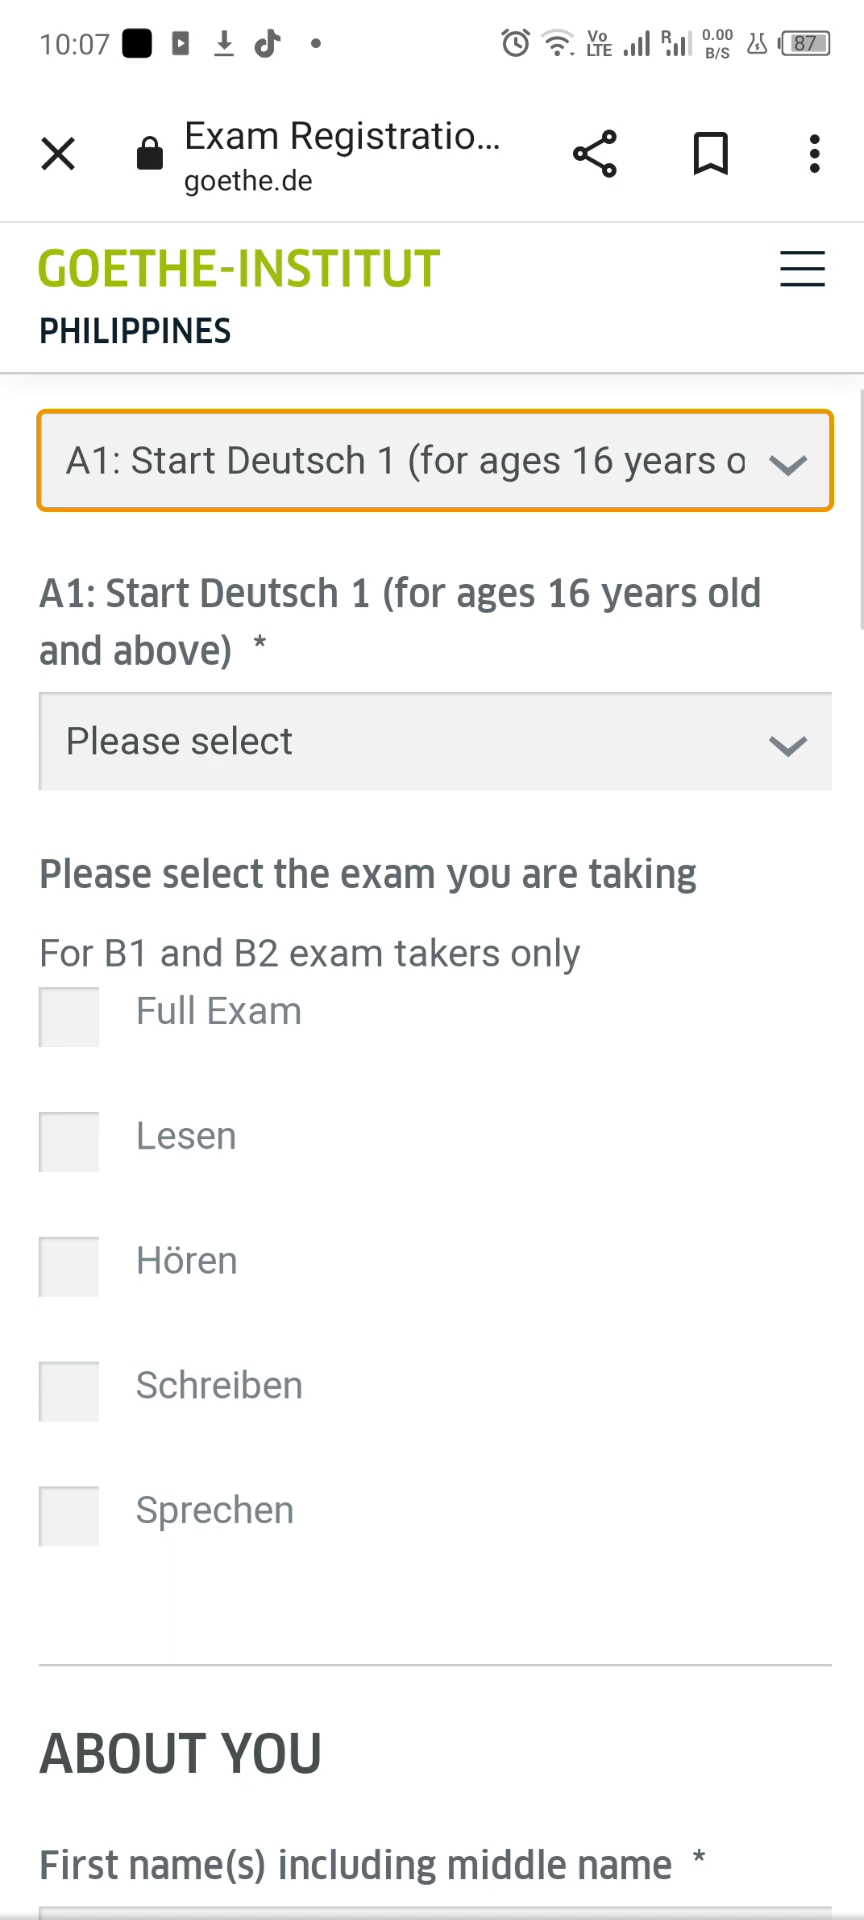 10:07 Vo LTE R 0.00 B/S 87
Exam Registratio...
goethe.de
GOETHE-INSTITUT
PHILIPPINES
A1: Start Deutsch 1 (for ages 16 years o
A1: Start Deutsch 1 (for ages 16 years old
and above) *
Please select
Please select the exam you are taking
For B1 and B2 exam takers only
Full Exam
Lesen
Hören
Schreiben
Sprechen
ABOUT YOU
First name(s) including middle name *